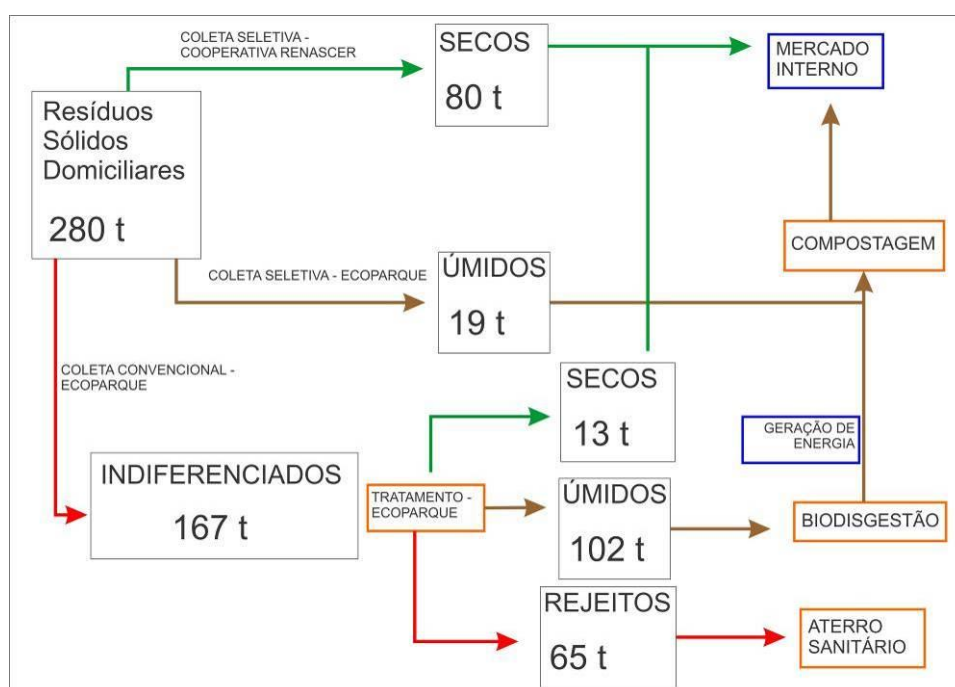 COLETA SELETIVA -
COOPERATIVA RENASCER
SECOS
80 t
MERCADO
INTERNO
Resíduos
Sólidos
Domiciliares
280 t
COMPOSTAGEM
COLETA SELETIVA - ECOPARQUE
ÚMIDOS
19 t
COLETA CONVENCIONAL -
ECOPARQUE
SECOS
13 t
GERAÇÃO DE
ENERGIA
INDIFERENCIADOS
167 t
TRATAMENTO -
ECOPARQUE
ÚMIDOS
102 t
BIODISGESTÃO
REJEITOS
65 t
ATERRO
SANITÁRIO